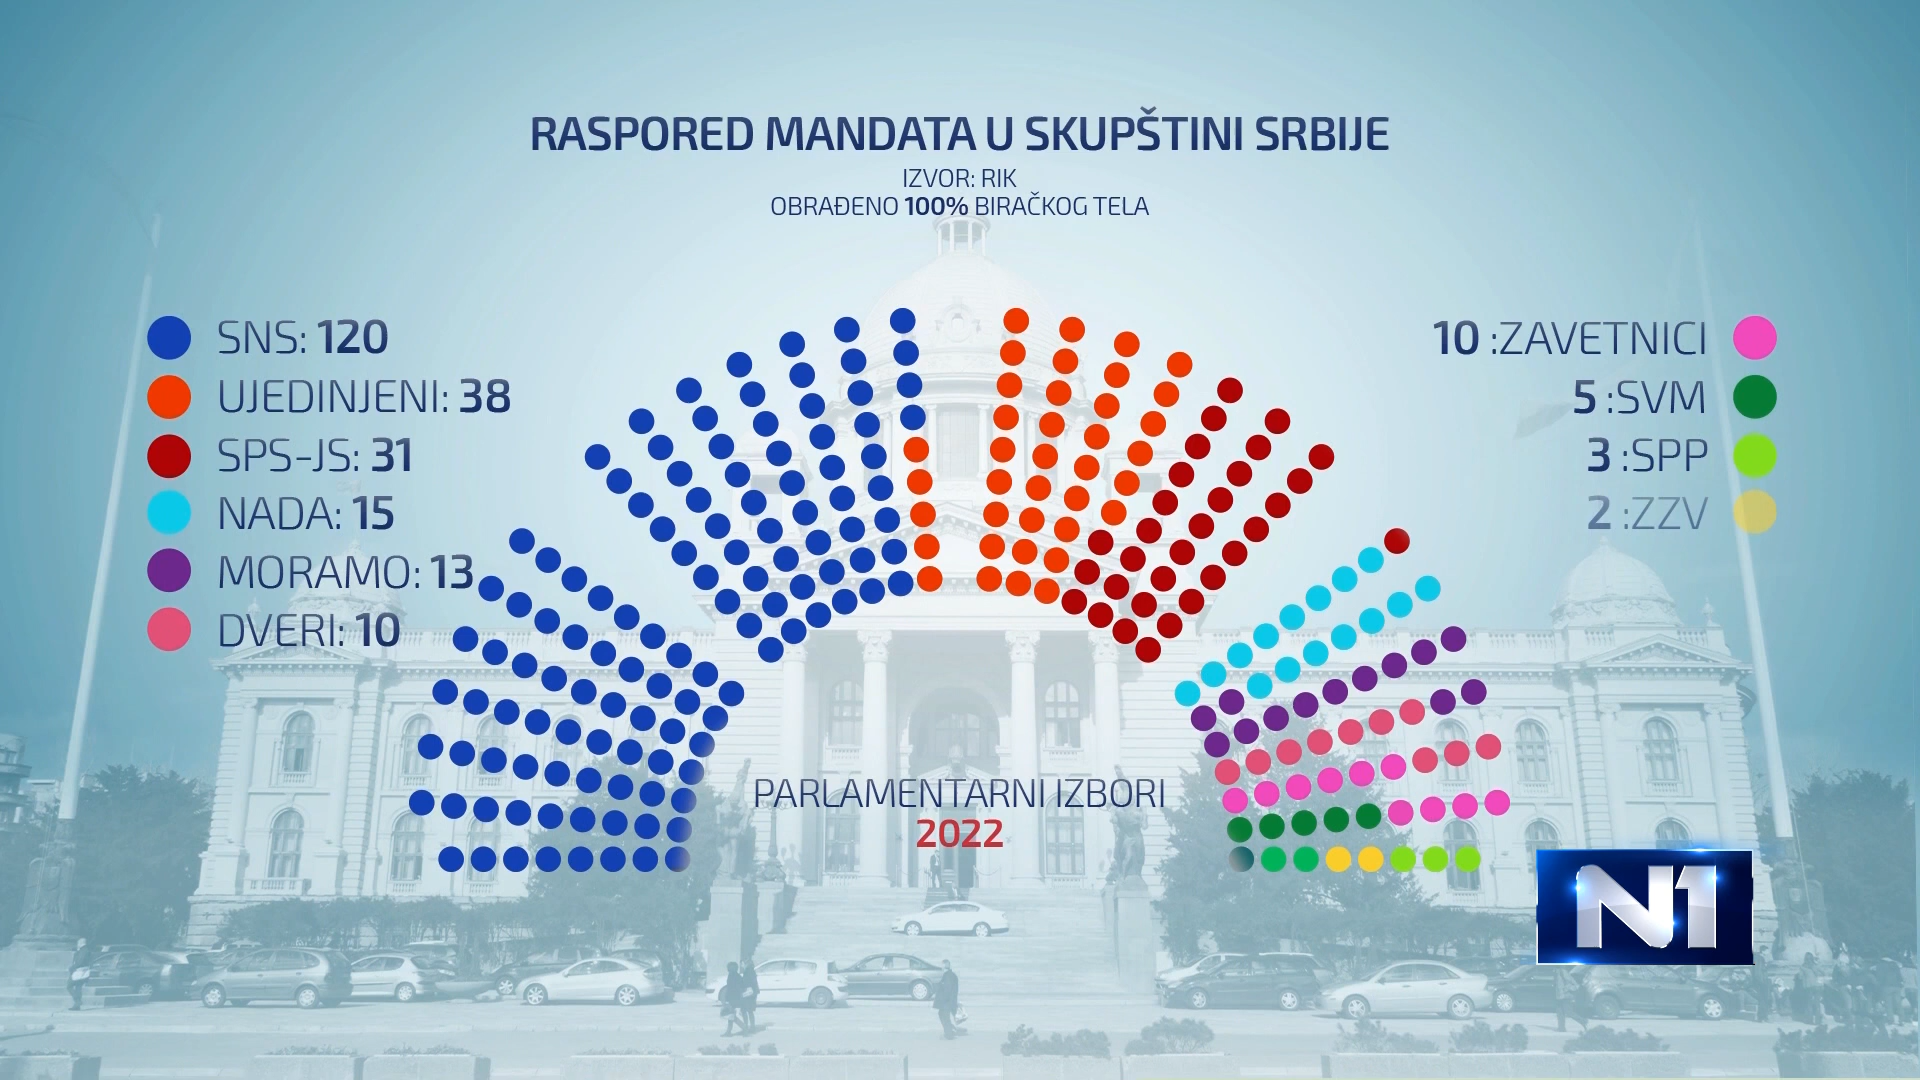 RASPORED MANDATA U SKUPŠTINI SRBIJE
IZVOR: RIK
OBRAĐENO 100% BIRAČKOG TELA
SNS: 120
UJEDINJENI: 38
SPS-JS: 31
NADA: 15
MORAMO: 13
DVERI: 10
10 :ZAVETNICI
5 :SVM
3 :SPP
2 :ZZV
PARLAMENTARNI IZBORI
2022
N1